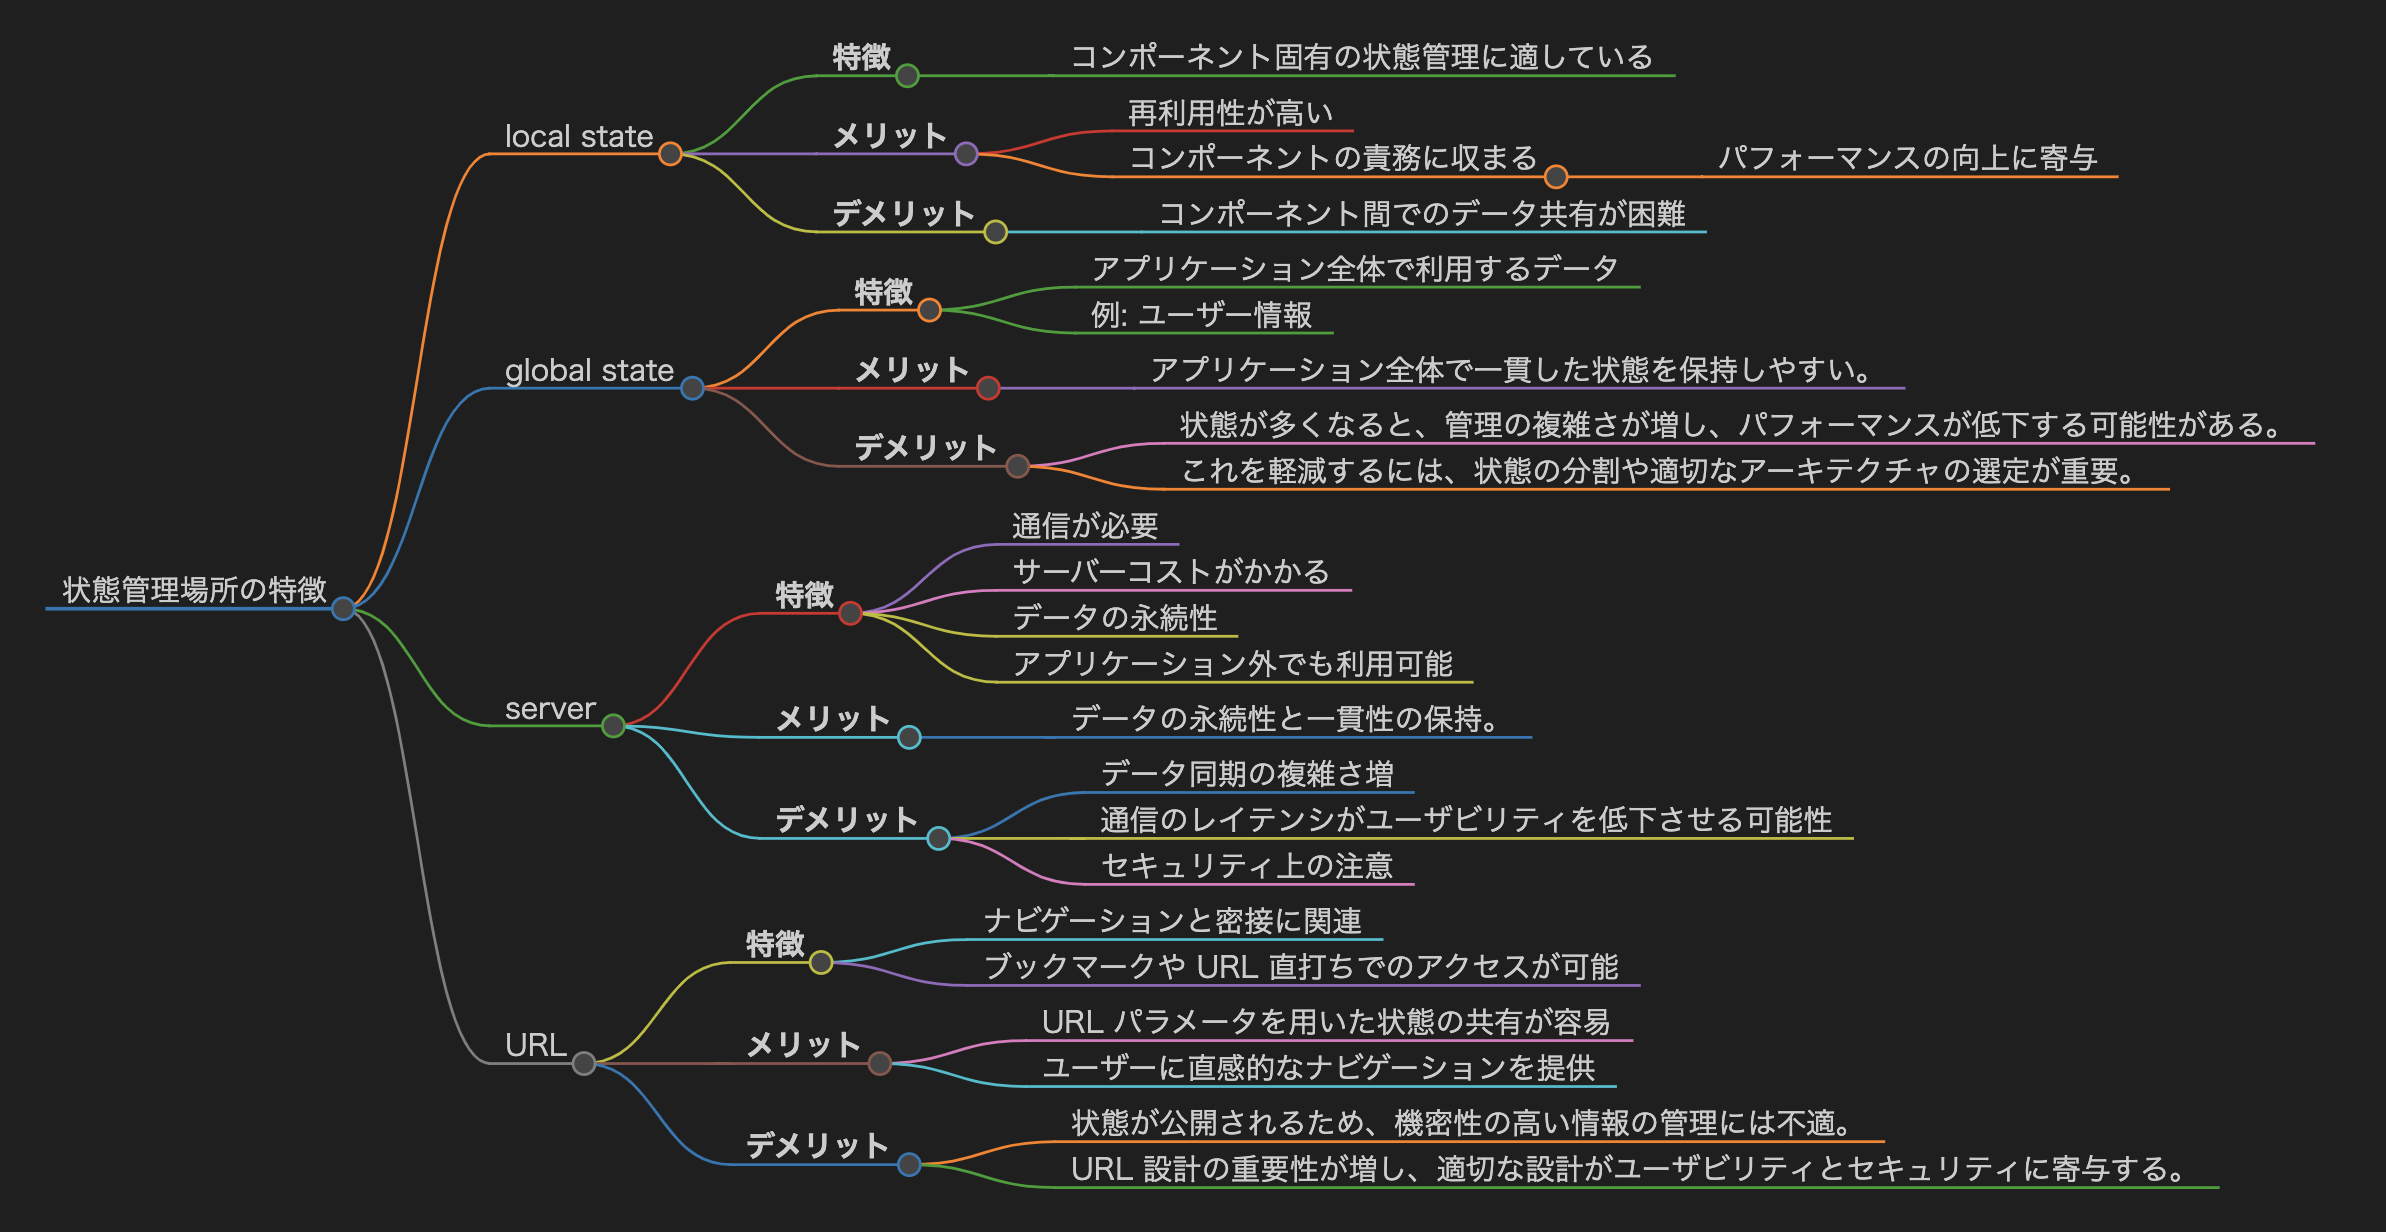 状態管理場所の特徴
local state
特徴
コンポーネント固有の状態管理に適している
メリット
再利用性が高い
コンポーネントの責務に収まる
パフォーマンスの向上に寄与
デメリット
コンポーネント間でのデータ共有が困難
global state
特徴
アプリケーション全体で利用するデータ
例: ユーザー情報
メリット
アプリケーション全体で一貫した状態を保持しやすい。
デメリット
状態が多くなると、管理の複雑さが増し、パフォーマンスが低下する可能性がある。
これを軽減するには、状態の分割や適切なアーキテクチャの選定が重要。
server
特徴
通信が必要
サーバーコストがかかる
データの永続性
アプリケーション外でも利用可能
メリット
データの永続性と一貫性の保持。
デメリット
データ同期の複雑さ増
通信のレイテンシがユーザビリティを低下させる可能性
セキュリティ上の注意
URL
特徴
ナビゲーションと密接に関連
ブックマークや URL 直打ちでのアクセスが可能
メリット
URL パラメータを用いた状態の共有が容易
ユーザーに直感的なナビゲーションを提供
デメリット
状態が公開されるため、機密性の高い情報の管理には不適。
URL 設計の重要性が増し、適切な設計がユーザビリティとセキュリティに寄与する。